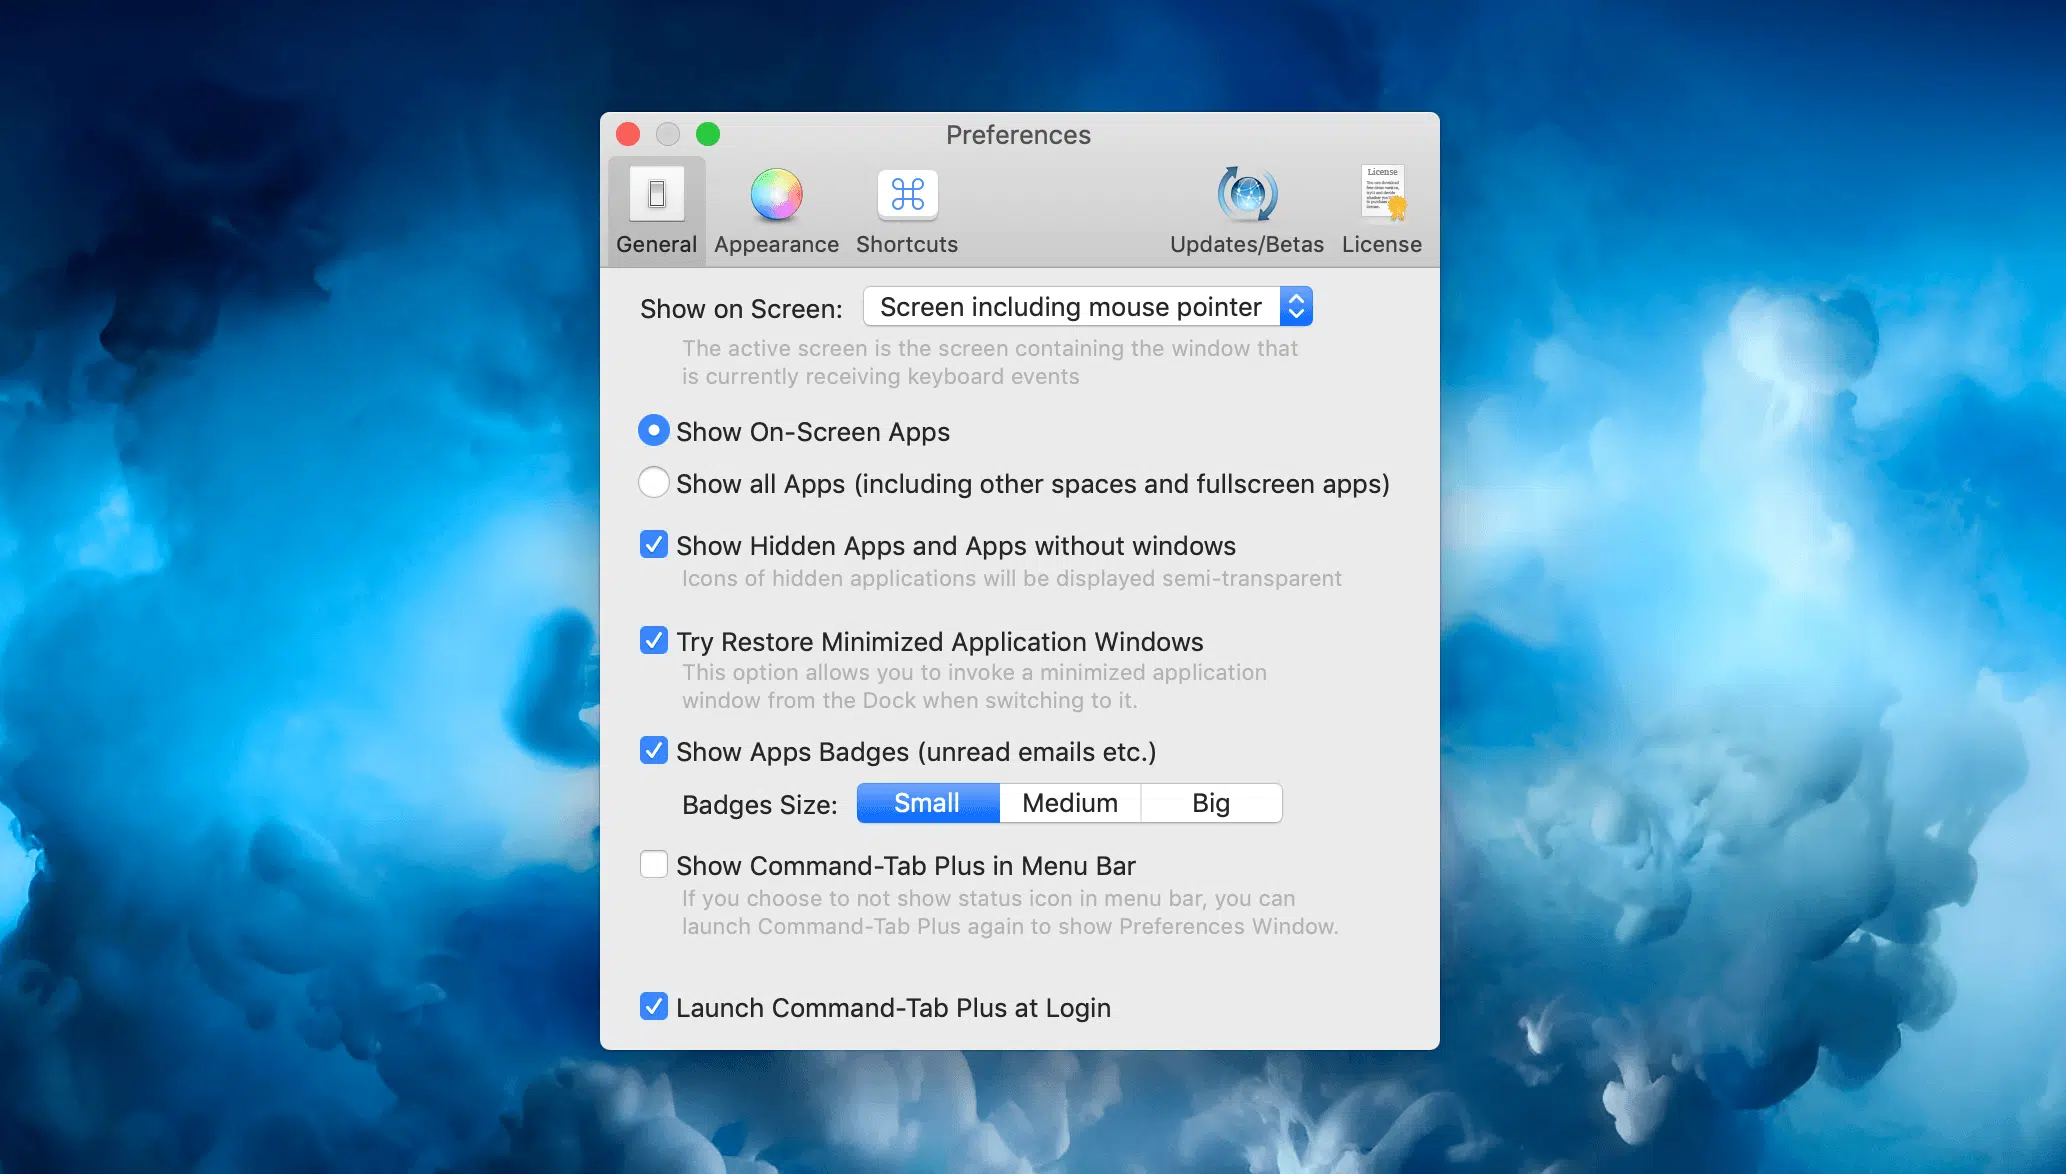 Preferences
General
Appearance
Shortcuts
Updates/Betas
License
License
Show on Screen: Screen including mouse pointer
The active screen is the screen containing the window that
is currently receiving keyboard events
Show On-Screen Apps
Show all Apps (including other spaces and fullscreen apps)
Show Hidden Apps and Apps without windows
Icons of hidden applications will be displayed semi-transparent
Try Restore Minimized Application Windows
This option allows you to invoke a minimized application
window from the Dock when switching to it.
Show Apps Badges (unread emails etc.)
Badges Size: Small Medium Big
Show Command-Tab Plus in Menu Bar
If you choose to not show status icon in menu bar, you can
launch Command-Tab Plus again to show Preferences Window.
Launch Command-Tab Plus at Login